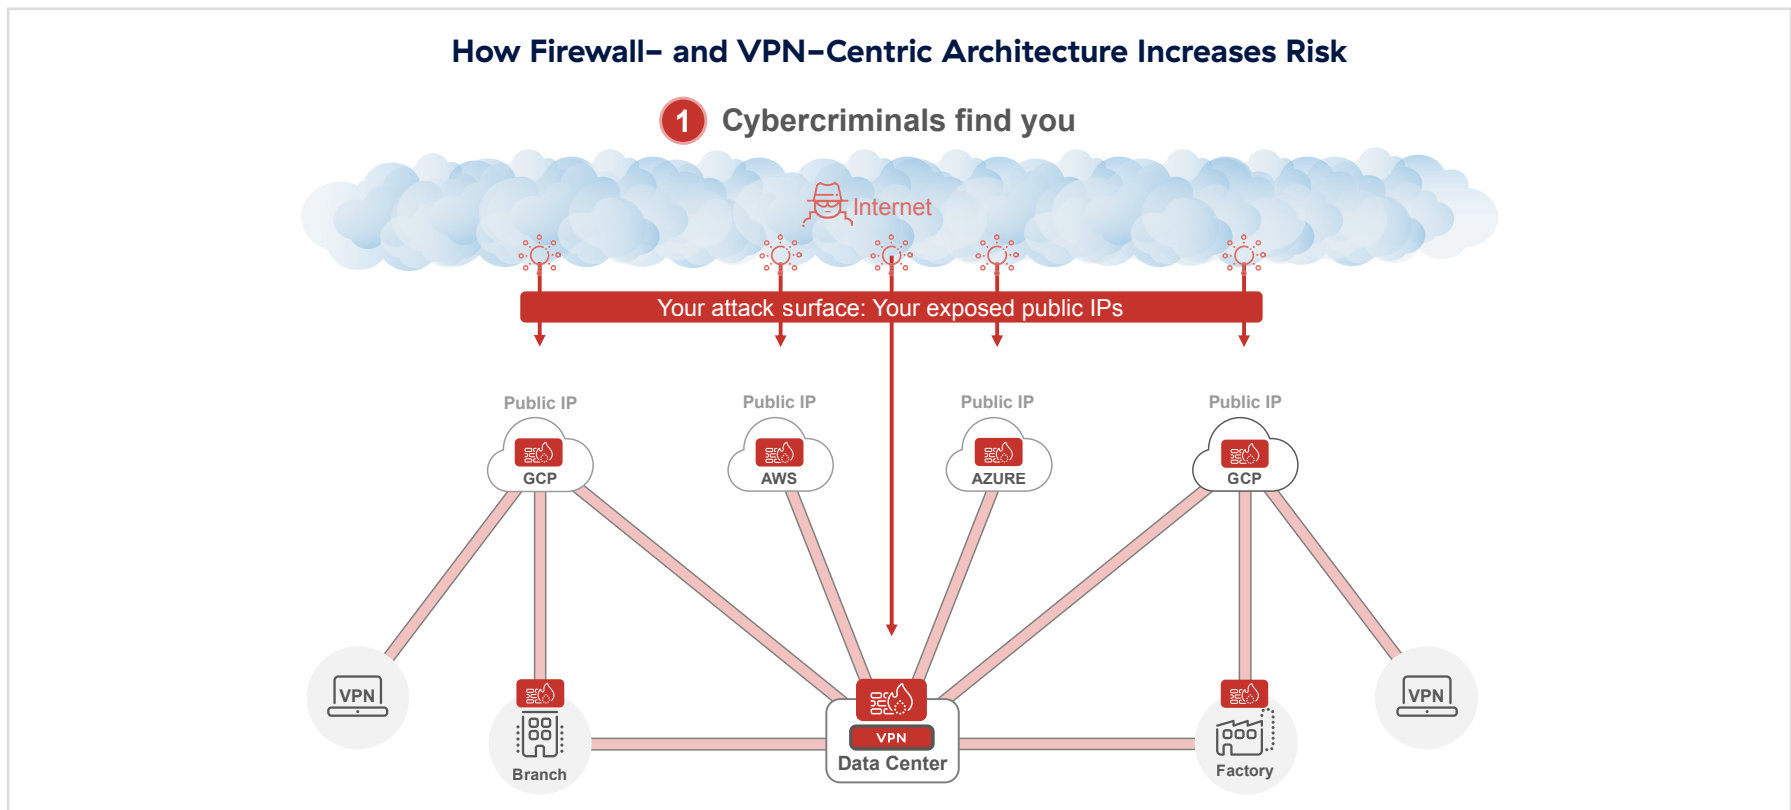 How Firewall– and VPN–Centric Architecture Increases Risk
1 Cybercriminals find you
Internet
Your attack surface: Your exposed public IPs
Public IP
Public IP
Public IP
Public IP
GCP
AWS
AZURE
GCP
VPN
VPN
VPN
Data Center
Branch
Factory